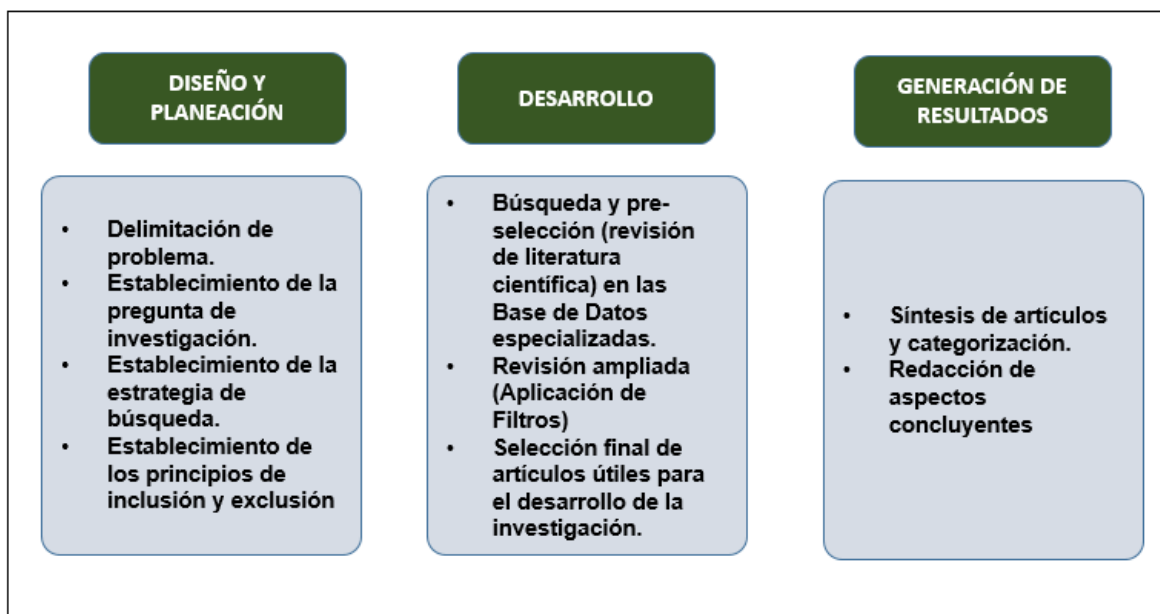 DISEÑO Y
PLANEACIÓN
• Delimitación de
problema.
• Establecimiento de la
pregunta de
investigación.
• Establecimiento de la
estrategia de
búsqueda.
• Establecimiento de
los principios de
inclusión y exclusión
DESARROLLO
• Búsqueda y pre-
selección (revisión
de literatura
científica) en las
Base de Datos
especializadas.
• Revisión ampliada
(Aplicación de
Filtros)
• Selección final de
artículos útiles para
el desarrollo de la
investigación.
GENERACIÓN DE
RESULTADOS
• Síntesis de artículos
y categorización.
• Redacción de
aspectos
concluyentes